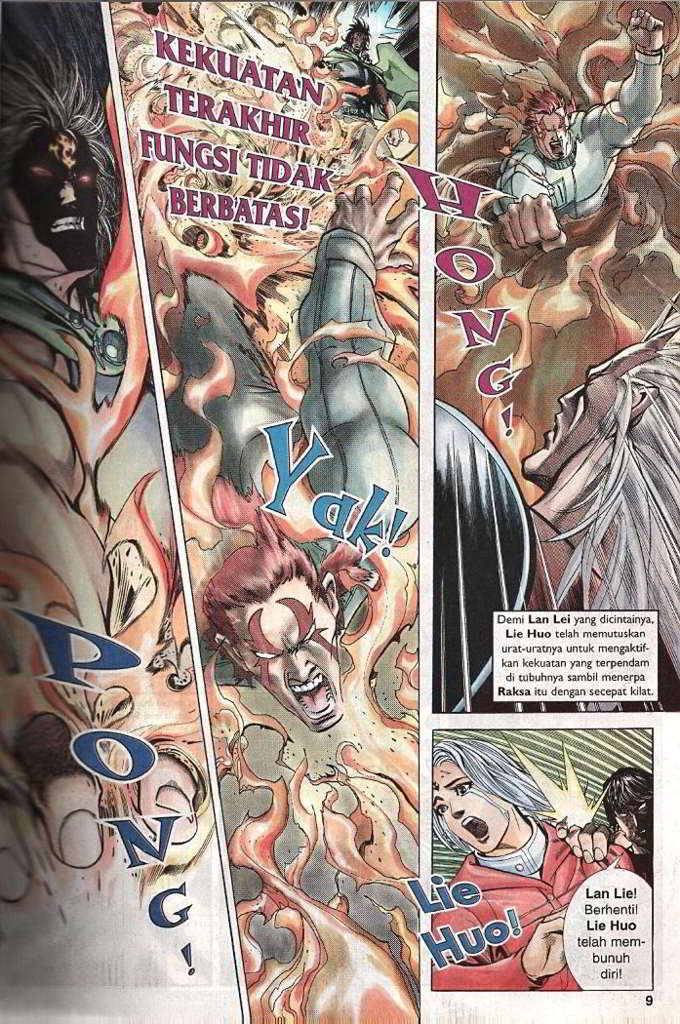 KEKUATAN
TERAKHIR
FUNGSI TIDAK
BERBATAS!
PONG!
Yak!
HONG!
Demi Lan Lei yang dicintainya,
Lie Huo telah memutuskan
urat-uratnya untuk mengaktif-
kan kekuatan yang terpendam
di tubuhnya sambil menerpa
Raksa itu dengan secepat kilat.
Lie
Huo!
Lan Lie!
Berhenti!
Lie Huo
telah mem-
bunuh
diri!
9